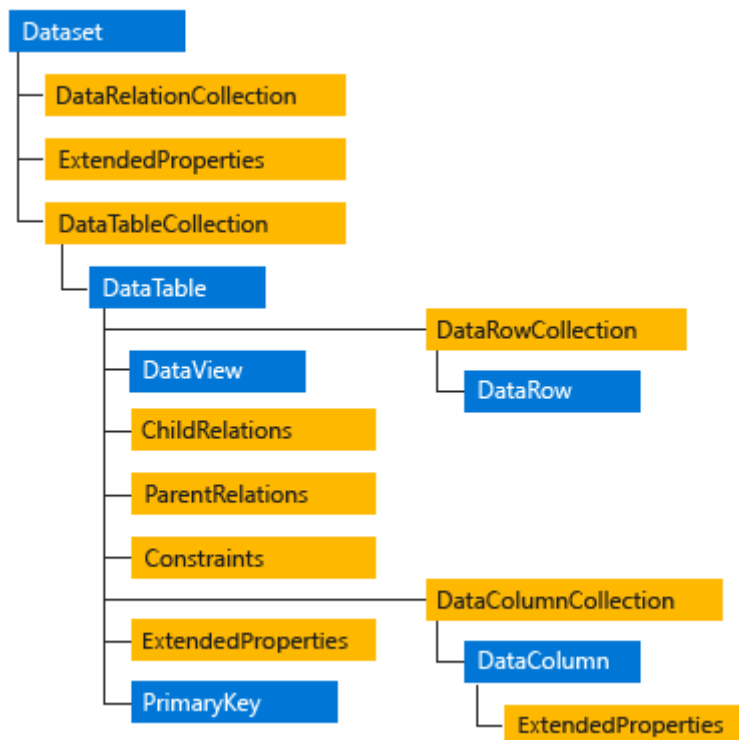 Dataset
DataRelationCollection
ExtendedProperties
DataTableCollection
DataTable
DataRowCollection
DataView
DataRow
ChildRelations
ParentRelations
Constraints
DataColumnCollection
ExtendedProperties
DataColumn
PrimaryKey
ExtendedProperties